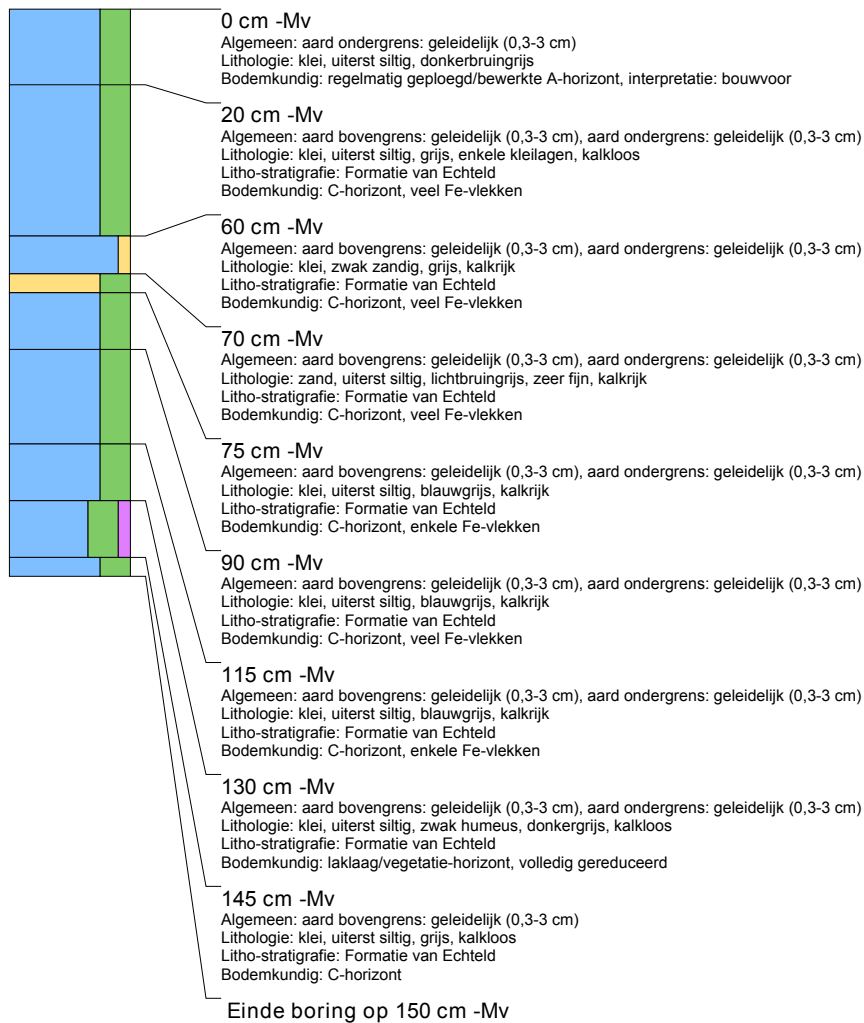 0 cm -Mv
Algemeen: aard ondergrens: geleidelijk (0,3-3 cm)
Lithologie: klei, uiterst siltig, donkerbruingrijs
Bodemkundig: regelmatig geploegd/bewerkte A-horizont, interpretatie: bouwvoor
20 cm -Mv
Algemeen: aard bovengrens: geleidelijk (0,3-3 cm), aard ondergrens: geleidelijk (0,3-3 cm)
Lithologie: klei, uiterst siltig, grijs, enkele kleilagen, kalkloos
Litho-stratigrafie: Formatie van Echteld
Bodemkundig: C-horizont, veel Fe-vlekken
60 cm -Mv
Algemeen: aard bovengrens: geleidelijk (0,3-3 cm), aard ondergrens: geleidelijk (0,3-3 cm)
Lithologie: klei, zwak zandig, grijs, kalkrijk
Litho-stratigrafie: Formatie van Echteld
Bodemkundig: C-horizont, veel Fe-vlekken
70 cm -Mv
Algemeen: aard bovengrens: geleidelijk (0,3-3 cm), aard ondergrens: geleidelijk (0,3-3 cm)
Lithologie: zand, uiterst siltig, lichtbruingrijs, zeer fijn, kalkrijk
Litho-stratigrafie: Formatie van Echteld
Bodemkundig: C-horizont, veel Fe-vlekken
75 cm -Mv
Algemeen: aard bovengrens: geleidelijk (0,3-3 cm), aard ondergrens: geleidelijk (0,3-3 cm)
Lithologie: klei, uiterst siltig, blauwgrijs, kalkrijk
Litho-stratigrafie: Formatie van Echteld
Bodemkundig: C-horizont, enkele Fe-vlekken
90 cm -Mv
Algemeen: aard bovengrens: geleidelijk (0,3-3 cm), aard ondergrens: geleidelijk (0,3-3 cm)
Lithologie: klei, uiterst siltig, blauwgrijs, kalkrijk
Litho-stratigrafie: Formatie van Echteld
Bodemkundig: C-horizont, veel Fe-vlekken
115 cm -Mv
Algemeen: aard bovengrens: geleidelijk (0,3-3 cm), aard ondergrens: geleidelijk (0,3-3 cm)
Lithologie: klei, uiterst siltig, blauwgrijs, kalkrijk
Litho-stratigrafie: Formatie van Echteld
Bodemkundig: C-horizont, enkele Fe-vlekken
130 cm -Mv
Algemeen: aard bovengrens: geleidelijk (0,3-3 cm), aard ondergrens: geleidelijk (0,3-3 cm)
Lithologie: klei, uiterst siltig, zwak humeus, donkergrijs, kalkloos
Litho-stratigrafie: Formatie van Echteld
Bodemkundig: laklaag/vegetatie-horizont, volledig gereduceerd
145 cm -Mv
Algemeen: aard bovengrens: geleidelijk (0,3-3 cm)
Lithologie: klei, uiterst siltig, grijs, kalkloos
Litho-stratigrafie: Formatie van Echteld
Bodemkundig: C-horizont
Einde boring op 150 cm -Mv